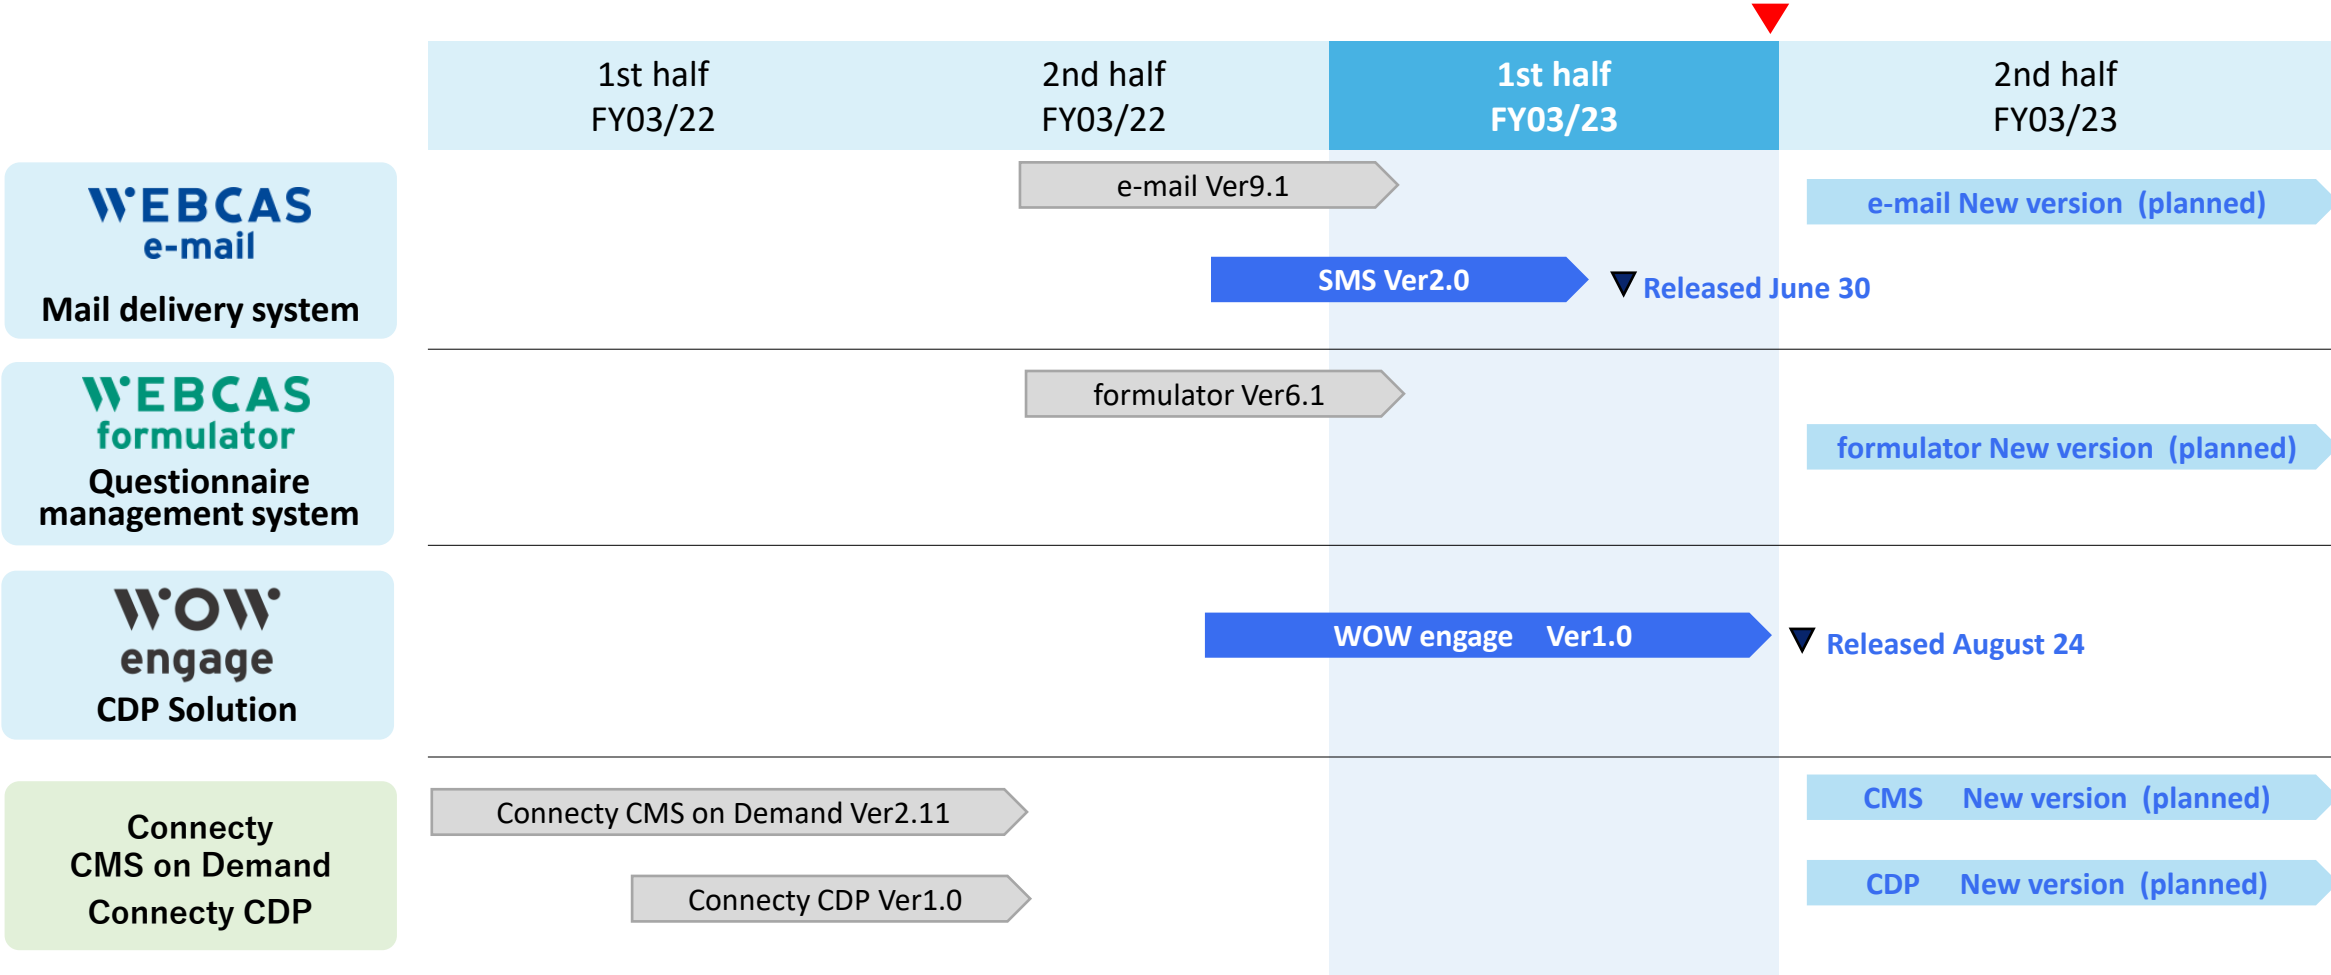 1st half
FY03/22
2nd half
FY03/22
1st half
FY03/23
2nd half
FY03/23
WEBCAS
e-mail
Mail delivery system
e-mail Ver9.1
e-mail New version (planned)
SMS Ver2.0
Released June 30
WEBCAS
formulator
Questionnaire
management system
formulator Ver6.1
formulator New version (planned)
WOW
engage
CDP Solution
WOW engage Ver1.0
Released August 24
Connecty
CMS on Demand
Connecty CDP
Connecty CMS on Demand Ver2.11
CMS New version (planned)
Connecty CDP Ver1.0
CDP New version (planned)